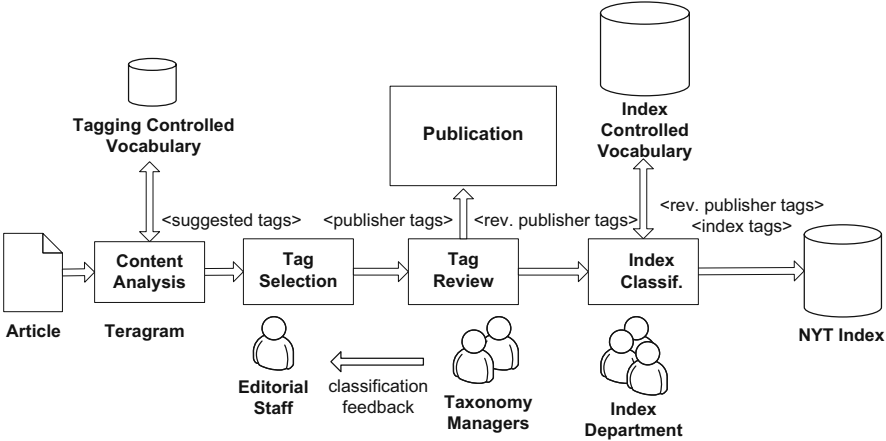 Tagging Controlled
Vocabulary
Publication
Index
Controlled
Vocabulary
<suggested tags>
<publisher tags>
<rev. publisher tags>
<rev. publisher tags>
<index tags>
Content
Analysis
Tag
Selection
Tag
Review
Index
Classif.
Article
Teragram
NYT Index
Editorial
Staff
classification
feedback
Taxonomy
Managers
Index
Department